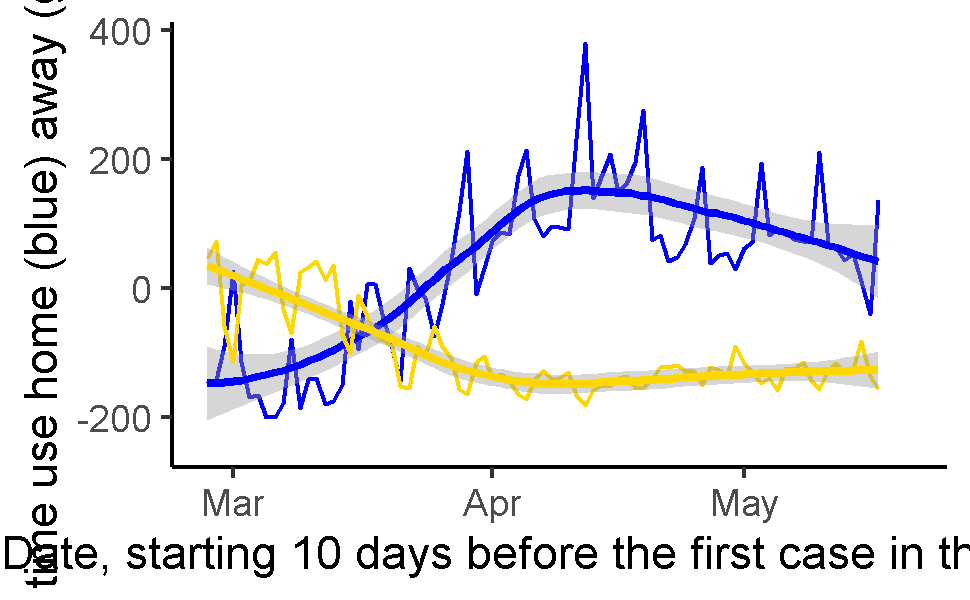 time use home (blue) away (
400
200
0
-200
Mar Apr May
Date, starting 10 days before the first case in th